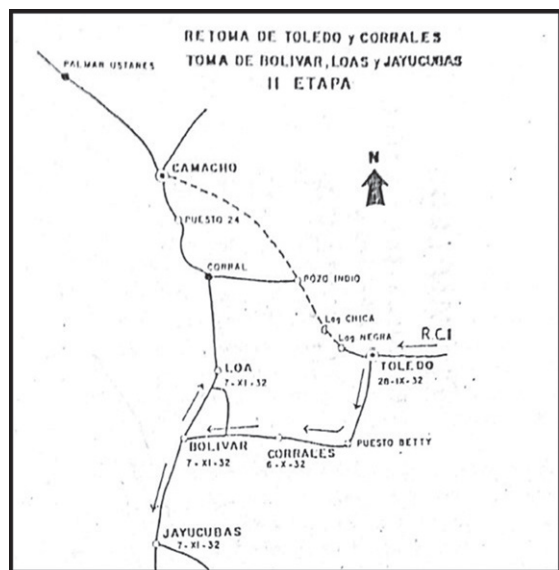 RETOMA DE TOLEDO y CORRALES
TOMA DE BOLIVAR, LOAS y JAYUCUBAS
II ETAPA
PALMAR USTARES
CAMACHO
N
PUESTO 24
CORRAL
POZO INDIO
Lag CHICA
Lag NEGRA
R.C.I
TOLEDO
28-IX-32
LOA
7-XI-32
BOLIVAR
7-XI-32
CORRALES
6-X-32
PUESTO BETTY
JAYUCUBAS
7-XI-32